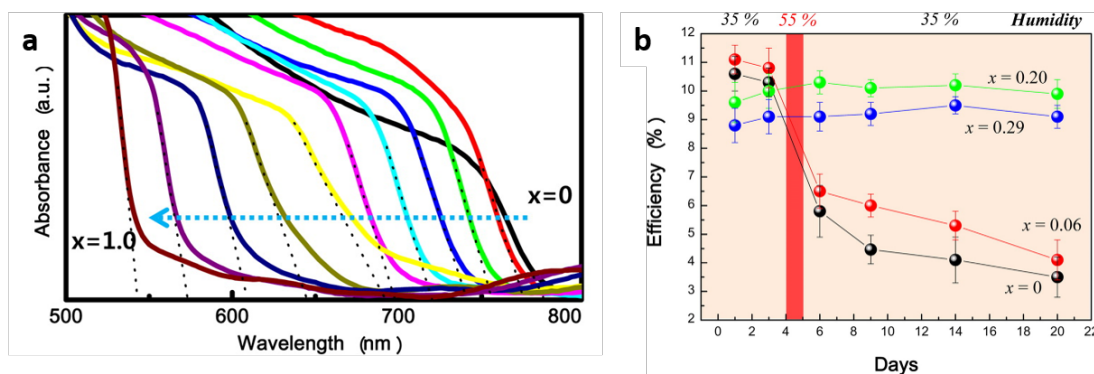 a
Absorbance (a.u.)
x=1.0
x=0
500
600
700
800
Wavelength (nm)
b
35 %
55 %
35 %
Humidity
12
11
10
9
8
7
6
5
4
3
2
Efficiency (%)
x = 0.20
x = 0.29
x = 0.06
x = 0
0 2 4 6 8 10 12 14 16 18 20 22
Days